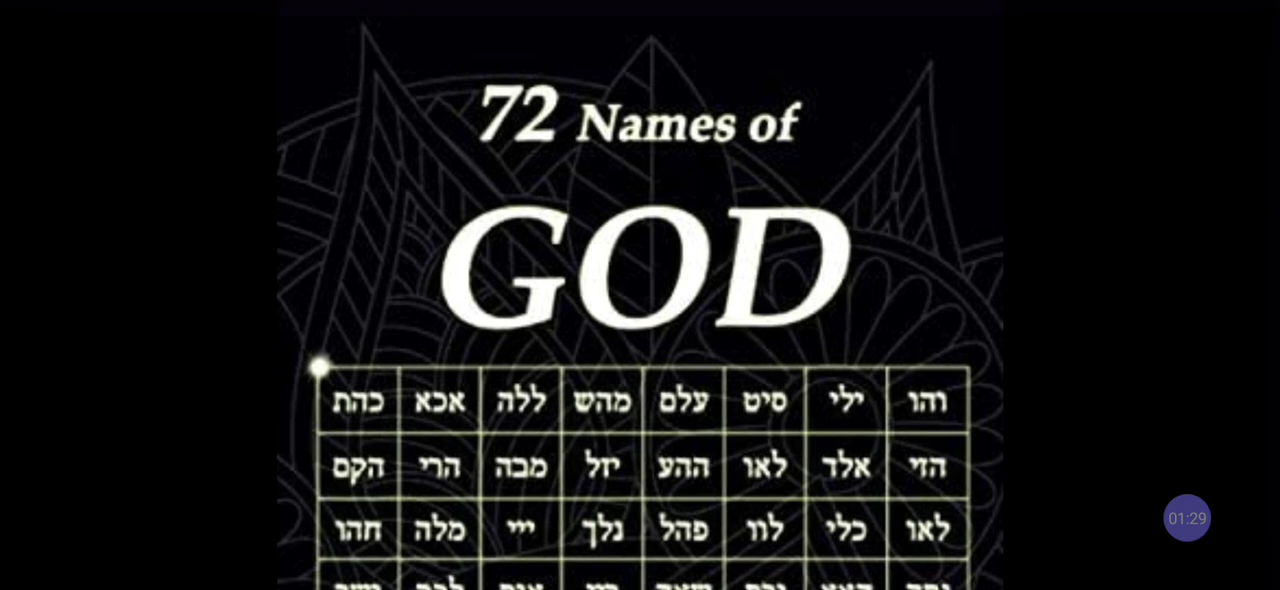 72 Names of
GOD
והו ילי סיט עלם מהש ללה אכא כהת
הזי אלד לאו ההע יזל מבה הרי הקם
לאו כלי לוו פהל נלך ייי מלה חהו
01:29